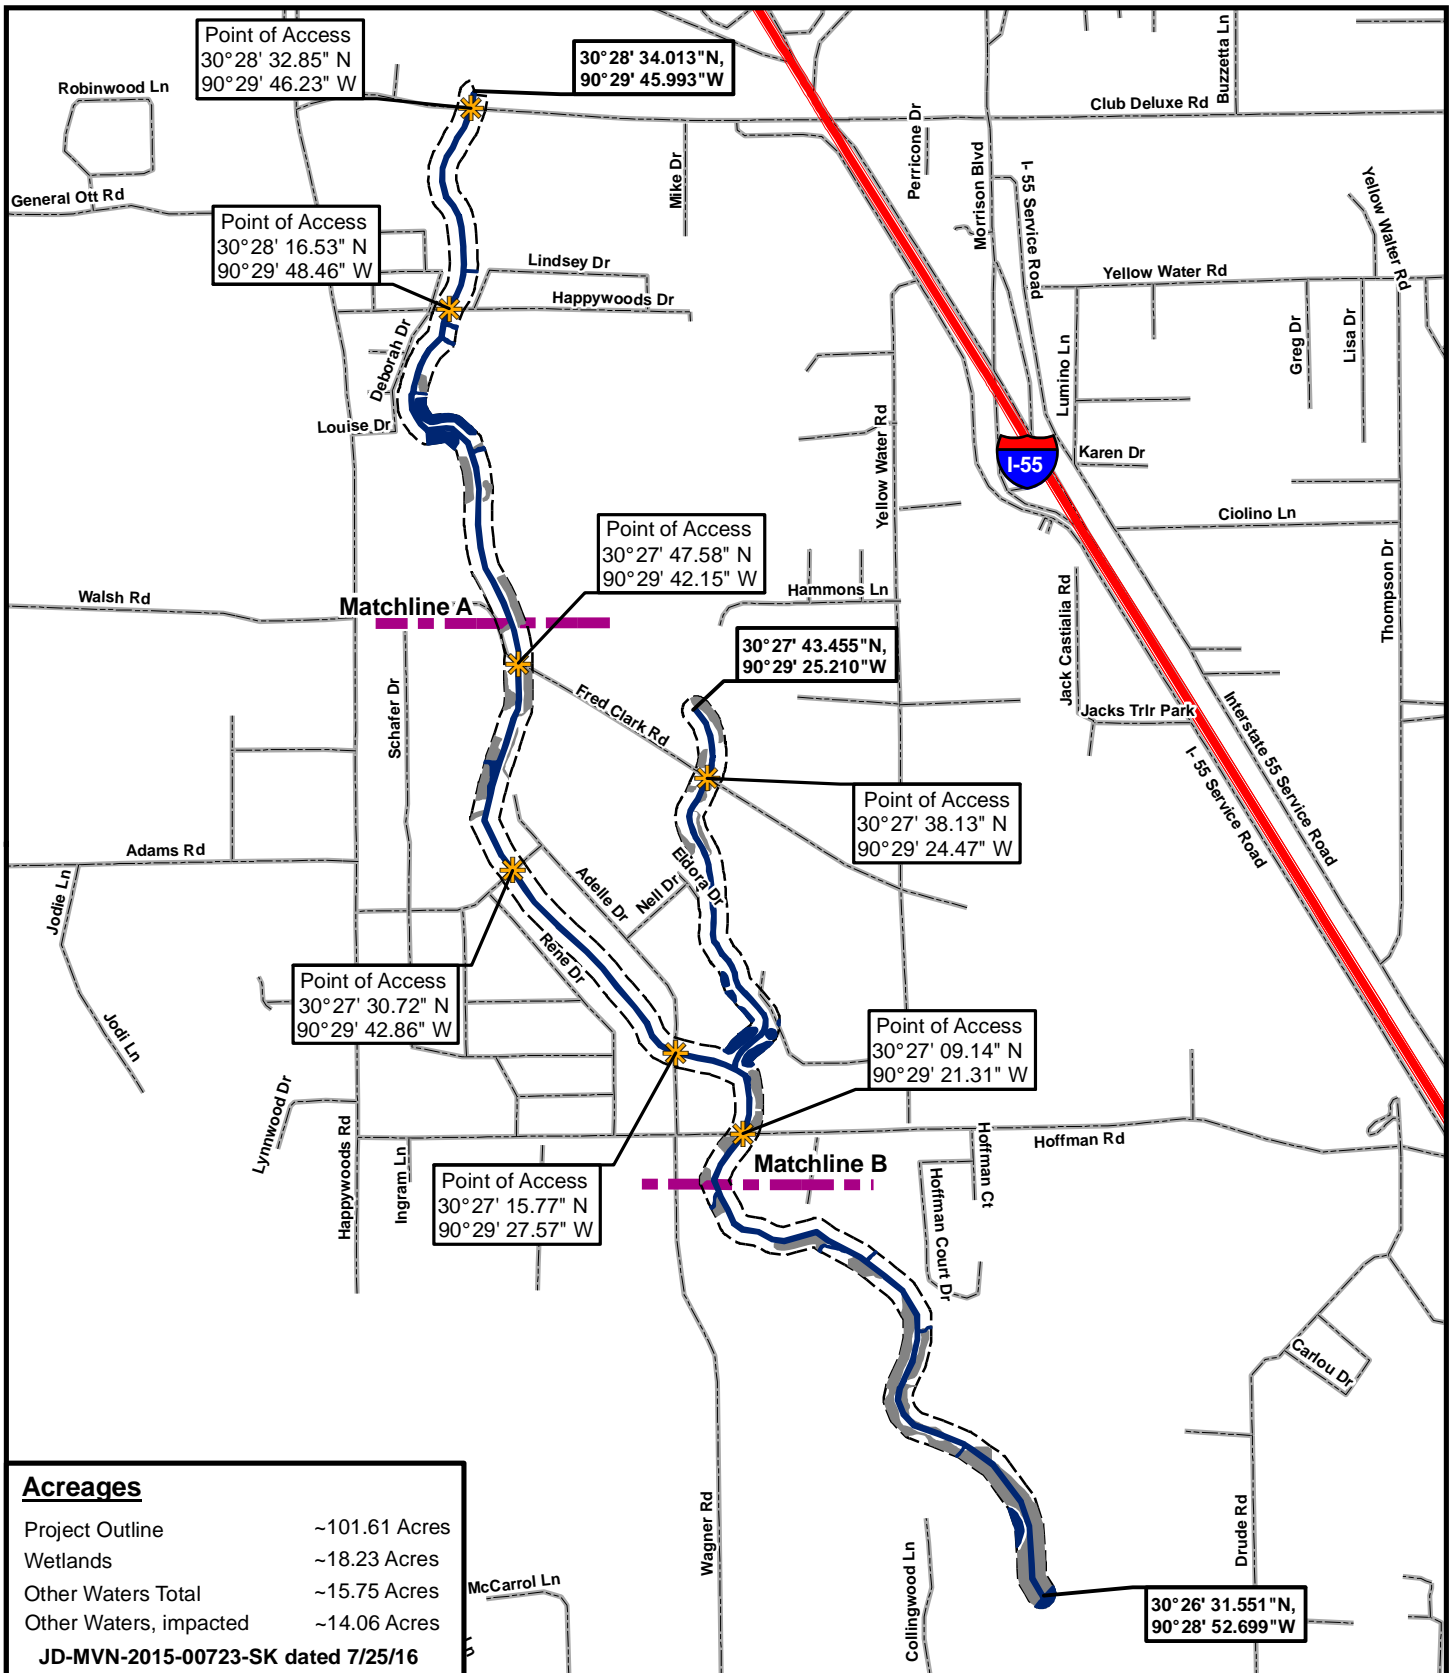 Point of Access
30°28' 32.85" N
90°29' 46.23" W
30°28' 34.013"N,
90°29' 45.993"W
Robinwood Ln
Buzzetta Ln
Club Deluxe Rd
Perricone Dr
Mike Dr
Morrison Blvd
I- 55 Service Road
Yellow Walter Rd
General Ott Rd
Point of Access
30°28' 16.53" N
90°29' 48.46" W
Lindsey Dr
Happywoods Dr
Yellow Water Rd
Deborah Dr
Lumino Ln
Greg Dr
Lisa Dr
Louise Dr
Yellow Water Rd
I-55
Karen Dr
Ciolino Ln
Point of Access
30°27' 47.58" N
90°29' 42.15" W
Thompson Dr
Walsh Rd
Matchline A
Hammons Ln
Jack Castialia Rd
30°27' 43.455"N,
90°29' 25.210"W
Schafer Dr
Fred Clark Rd
Jacks Trlr Park
Interstate 55 Service Road
I- 55 Service Road
Point of Access
30°27' 38.13" N
90°29' 24.47" W
Adams Rd
Jodie Ln
Adelle Dr
Nell Dr
Eldora Dr
Rene Dr
Point of Access
30°27' 30.72" N
90°29' 42.86" W
Jodi Ln
Point of Access
30°27' 09.14" N
90°29' 21.31" W
Lynnwood Dr
Happywoods Rd
Ingram Ln
Hoffman Rd
Hoffman Ct
Matchline B
Point of Access
30°27' 15.77" N
90°29' 27.57" W
Hoffman Court Dr
Carlou Dr
Wagner Rd
Drude Rd
Collingwood Ln
McCarrol Ln
Ln
30°26' 31.551"N,
90°28' 52.699"W
Acreages
Project Outline ~101.61 Acres
Wetlands ~18.23 Acres
Other Waters Total ~15.75 Acres
Other Waters, impacted ~14.06 Acres
JD-MVN-2015-00723-SK dated 7/25/16